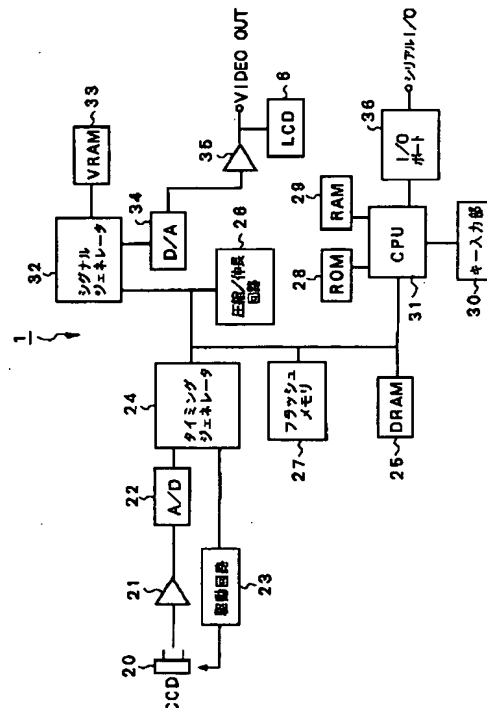 1
CCD
20
21
A/D
22
駆動回路
23
タイミング
ジェネレータ
24
シグナル
ジェネレータ
32
VRAM
33
D/A
34
35
VIDEO OUT
LCD
6
圧縮/伸長
回路
26
フラッシュ
メモリ
27
DRAM
25
ROM
28
RAM
29
CPU
31
キー入力部
30
I/O
ポート
36
シリアルI/O